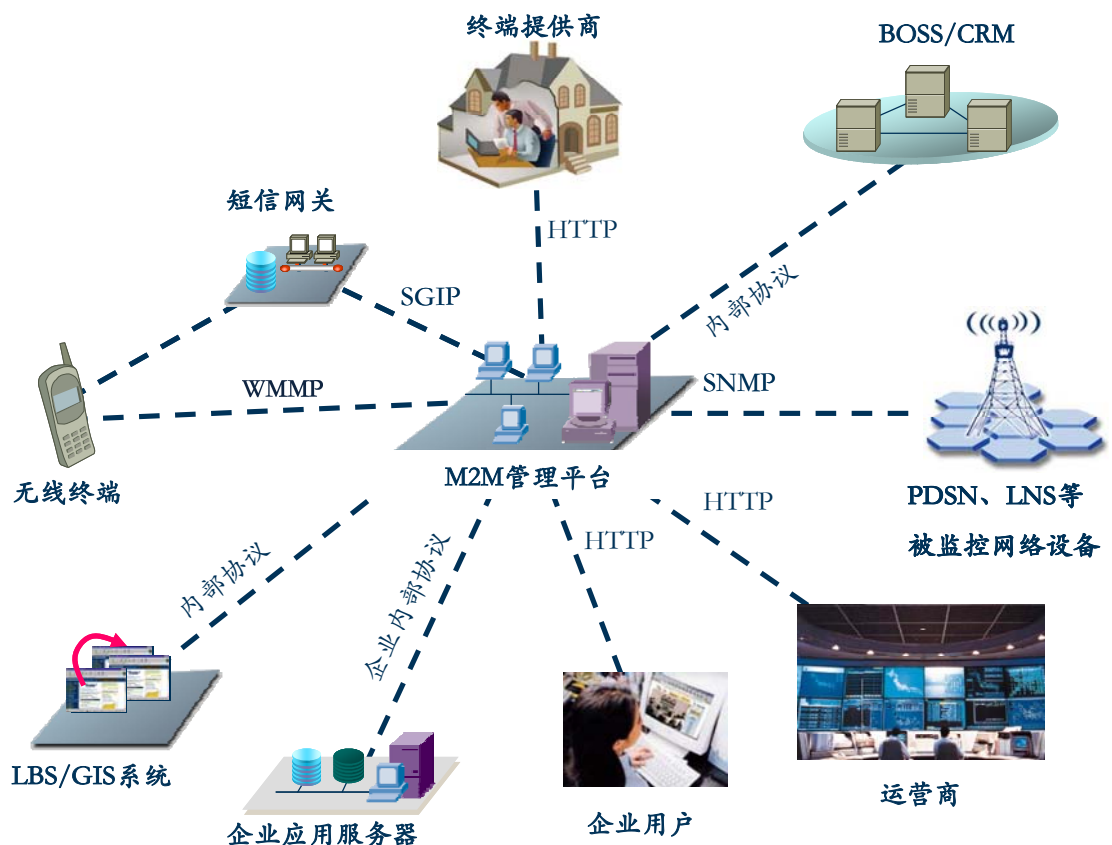 终端提供商
BOSS/CRM
短信网关
HTTP
SGIP
内部协议
WMMP
SNMP
无线终端
M2M管理平台
PDSN、LNS等
被监控网络设备
HTTP
HTTP
内部协议
企业内部协议
LBS/GIS系统
企业应用服务器
企业用户
运营商